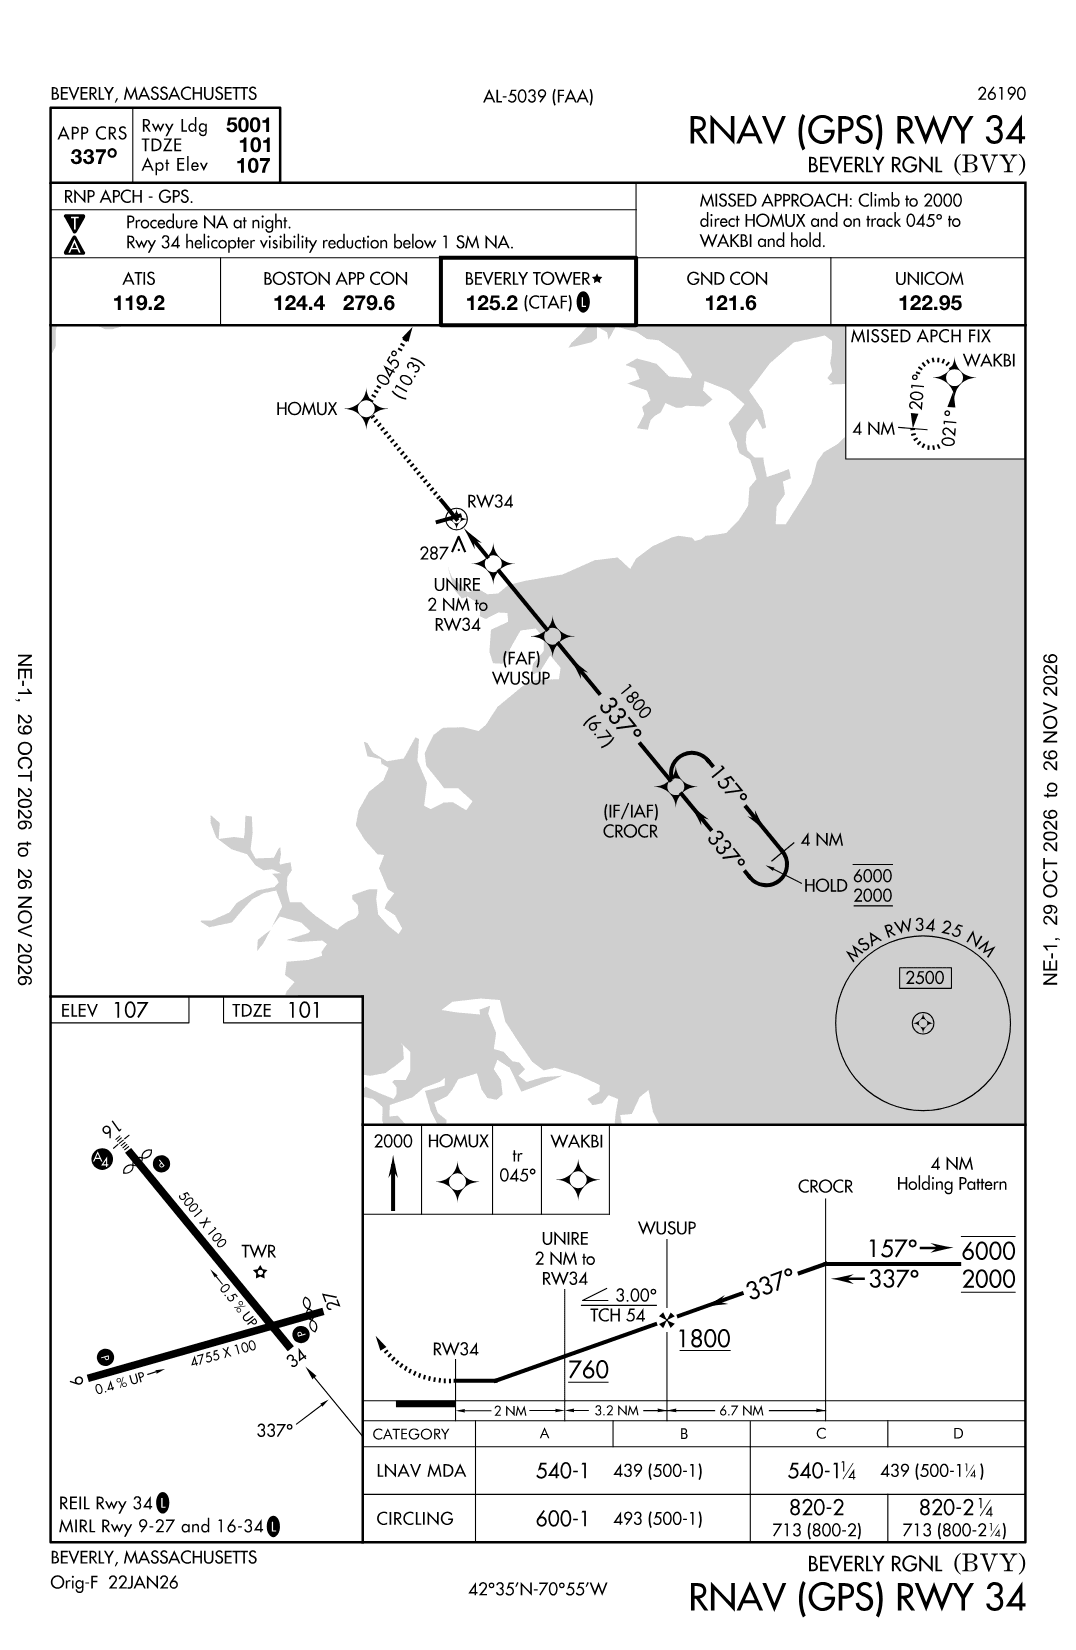 BEVERLY, MASSACHUSETTS
AL-5039 (FAA)
26190
APP CRS
337°
Rwy Ldg 5001
TDZE 101
Apt Elev 107
RNAV (GPS) RWY 34
BEVERLY RGNL (BVY)
RNP APCH - GPS.
T
A
Procedure NA at night.
Rwy 34 helicopter visibility reduction below 1 SM NA.
MISSED APPROACH: Climb to 2000
direct HOMUX and on track 045° to
WAKBI and hold.
ATIS
119.2
BOSTON APP CON
124.4 279.6
BEVERLY TOWER★
125.2 (CTAF) L
GND CON
121.6
UNICOM
122.95
MISSED APCH FIX
WAKBI
201°
021°
4 NM
045°
(10.3)
HOMUX
RW34
287
UNIRE
2 NM to
RW34
(FAF)
WUSUP
1800
337°
(6.7)
(IF/IAF)
CROCR
157°
337°
4 NM
HOLD 6000
2000
MSA RW34 25 NM
2500
NE-1, 29 OCT 2026 to 26 NOV 2026
NE-1, 29 OCT 2026 to 26 NOV 2026
ELEV 107
TDZE 101
16
A4
P
5001 X 100
TWR
0.5% UP
27
P
P
4755 X 100
9
0.4% UP
34
337°
REIL Rwy 34 L
MIRL Rwy 9-27 and 16-34 L
2000
HOMUX
tr
045°
WAKBI
4 NM
Holding Pattern
CROCR
WUSUP
UNIRE
2 NM to
RW34
157°
6000
337°
2000
337°
3.00°
TCH 54
1800
RW34
760
2 NM
3.2 NM
6.7 NM
CATEGORY A B C D
LNAV MDA 540-1 439 (500-1) 540-1¼ 439 (500-1¼)
CIRCLING 600-1 493 (500-1) 820-2 713 (800-2) 820-2¼ 713 (800-2¼)
BEVERLY, MASSACHUSETTS
Orig-F 22JAN26
42°35'N-70°55'W
BEVERLY RGNL (BVY)
RNAV (GPS) RWY 34